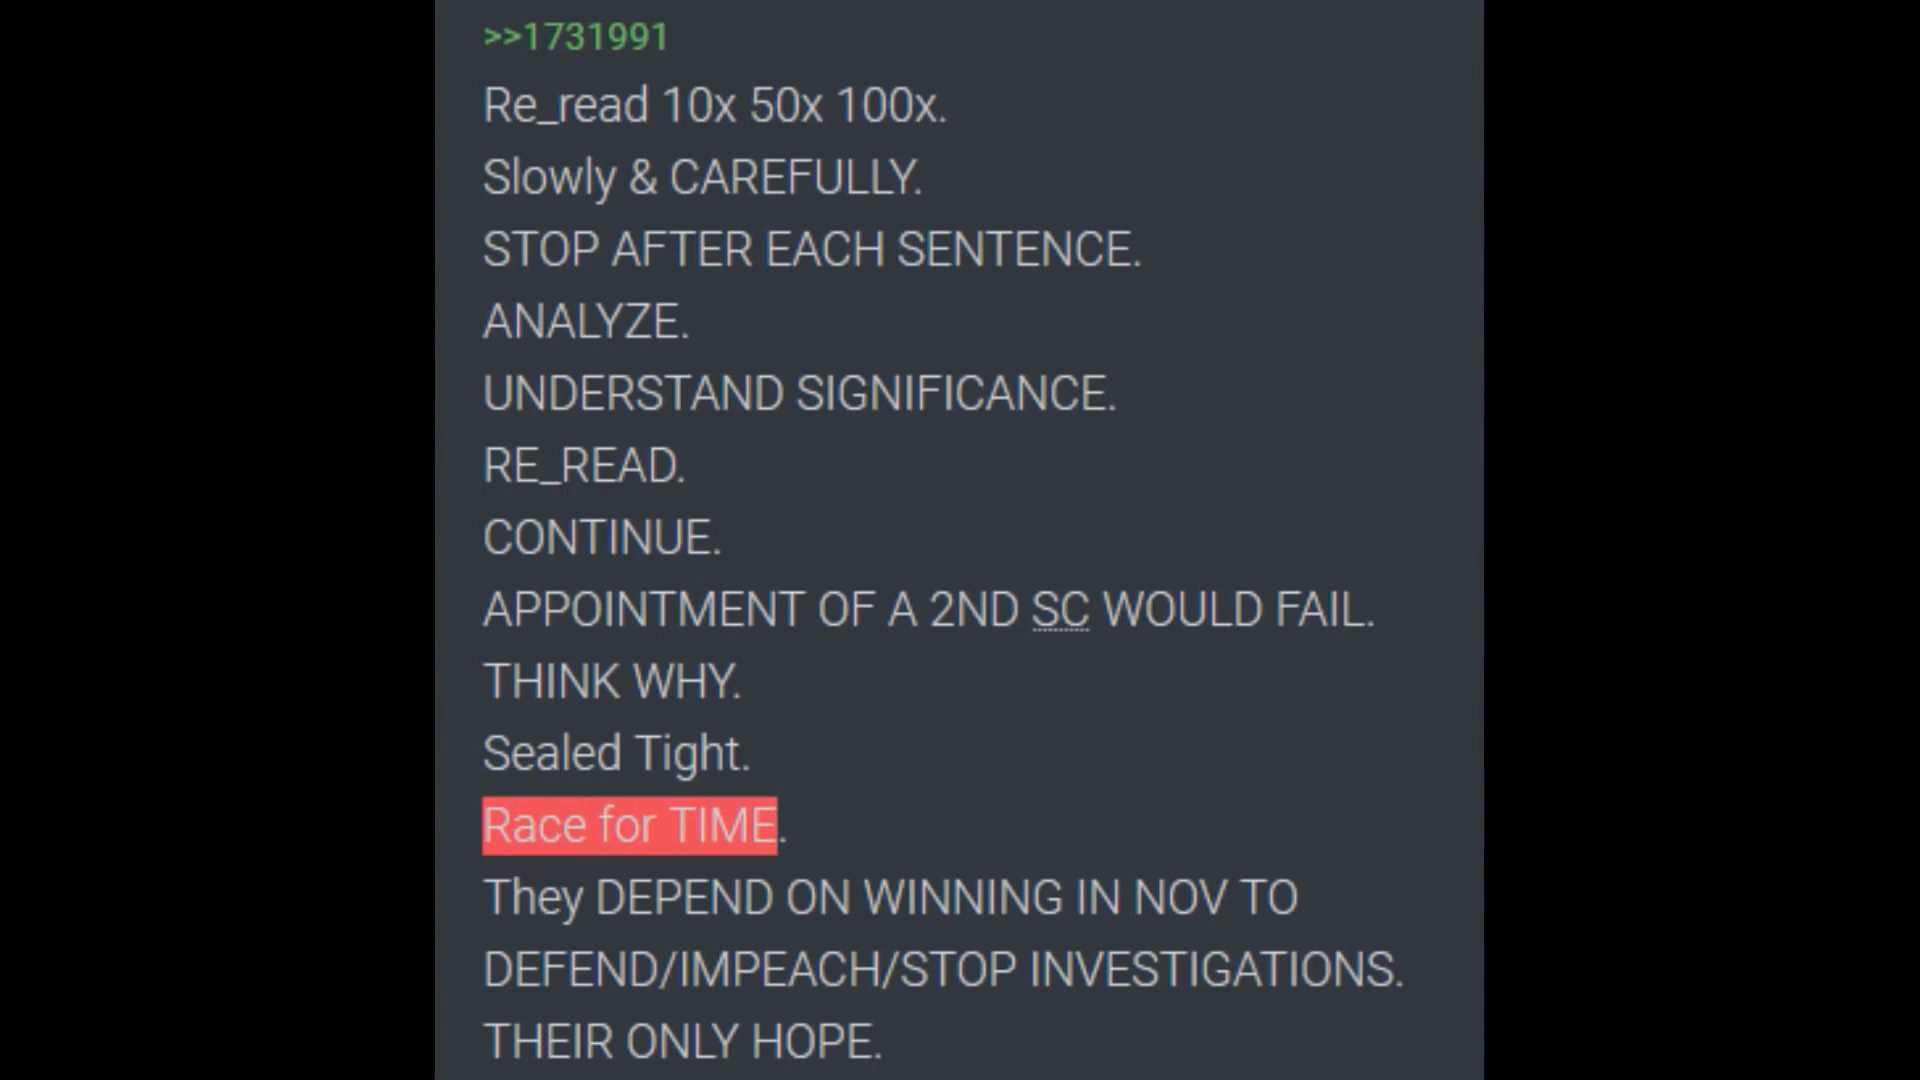 >>1731991
Re_read 10x 50x 100x.
Slowly & CAREFULLY.
STOP AFTER EACH SENTENCE.
ANALYZE.
UNDERSTAND SIGNIFICANCE.
RE_READ.
CONTINUE.
APPOINTMENT OF A 2ND SC WOULD FAIL.
THINK WHY.
Sealed Tight.
Race for TIME.
They DEPEND ON WINNING IN NOV TO
DEFEND/IMPEACH/STOP INVESTIGATIONS.
THEIR ONLY HOPE.